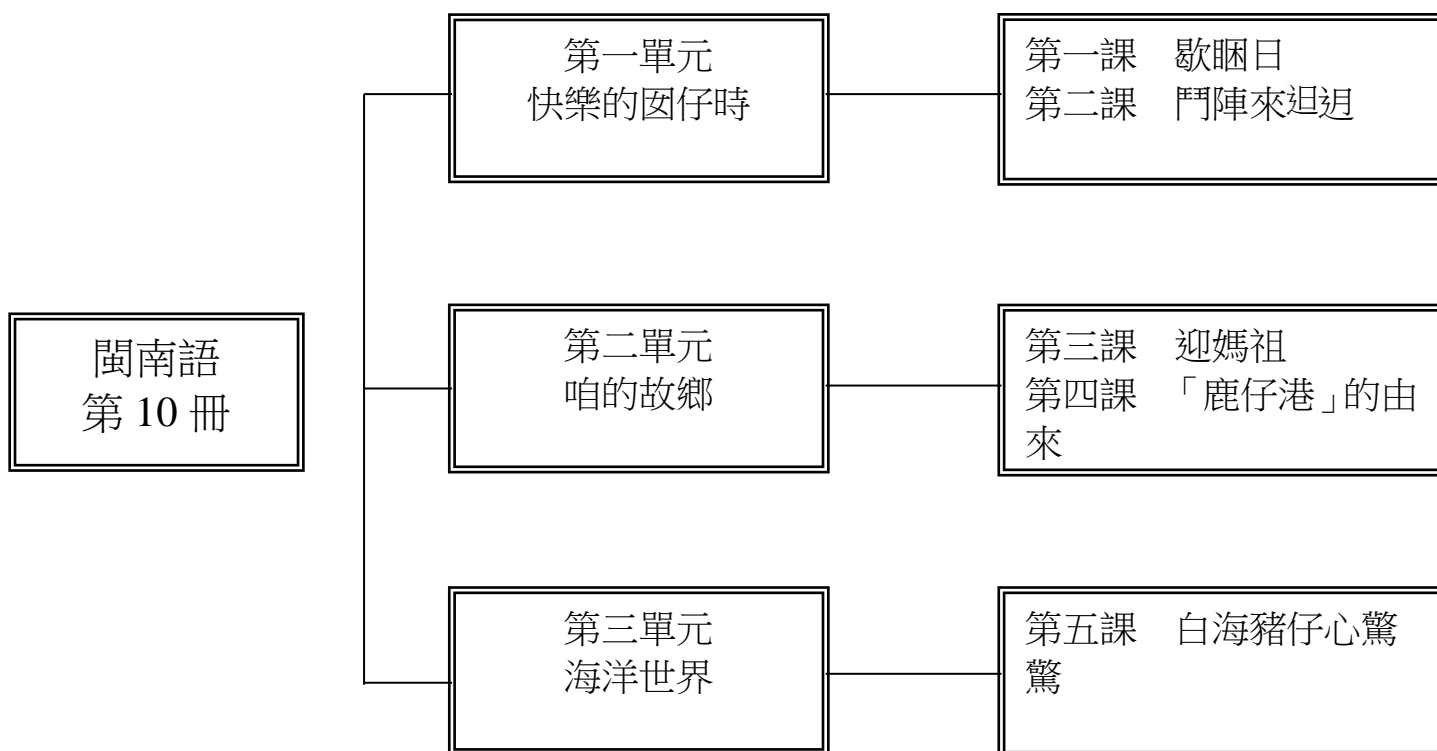 閩南語
第 10 冊
第一單元
快樂的囡仔時
第一課　歇睏日
第二課　鬥陣來𨑨迌
第二單元
咱的故鄉
第三課　迎媽祖
第四課　「鹿仔港」的由
來
第三單元
海洋世界
第五課　白海豬仔心驚
驚